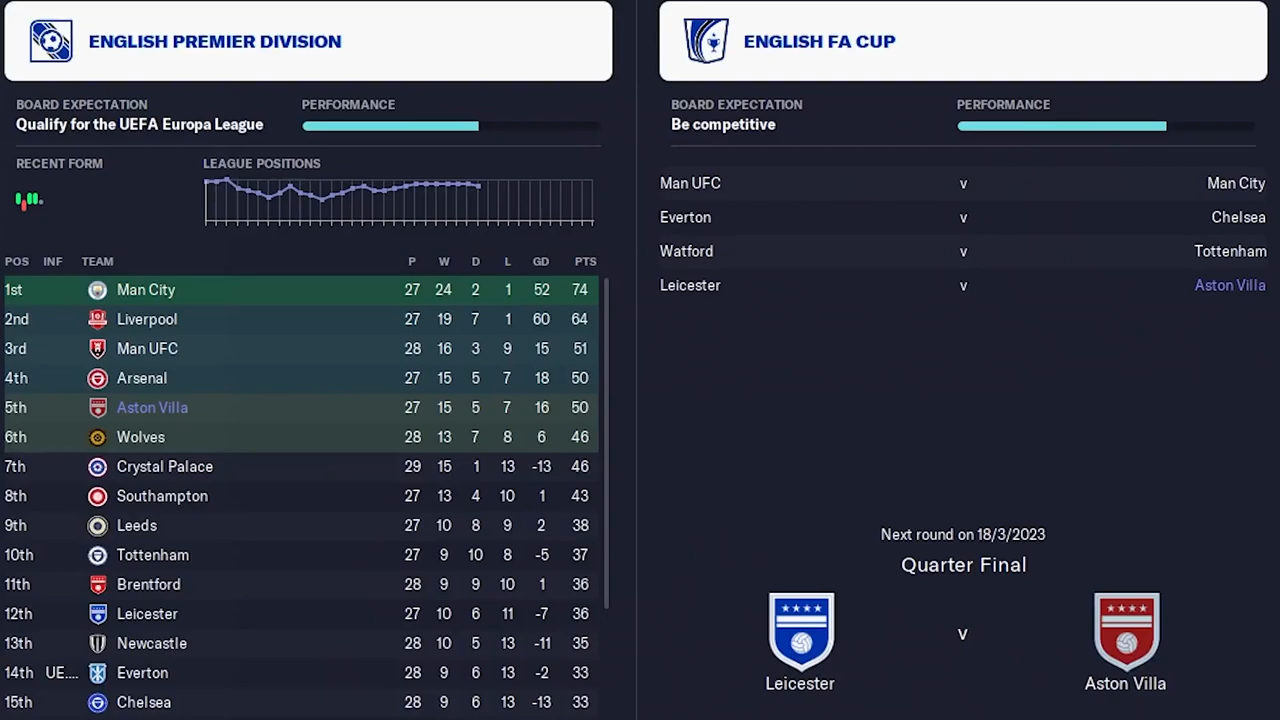 ENGLISH PREMIER DIVISION
BOARD EXPECTATION PERFORMANCE
Qualify for the UEFA Europa League
RECENT FORM LEAGUE POSITIONS
POS INF TEAM P W D L GD PTS
1st Man City 27 24 2 1 52 74
2nd Liverpool 27 19 7 1 60 64
3rd Man UFC 28 16 3 9 15 51
4th Arsenal 27 15 5 7 18 50
5th Aston Villa 27 15 5 7 16 50
6th Wolves 28 13 7 8 6 46
7th Crystal Palace 29 15 1 13 -13 46
8th Southampton 27 13 4 10 1 43
9th Leeds 27 10 8 9 2 38
10th Tottenham 27 9 10 8 -5 37
11th Brentford 28 9 9 10 1 36
12th Leicester 27 10 6 11 -7 36
13th Newcastle 28 10 5 13 -11 35
14th UE.... Everton 28 9 6 13 -2 33
15th Chelsea 28 9 6 13 -13 33
ENGLISH FA CUP
BOARD EXPECTATION PERFORMANCE
Be competitive
Man UFC v Man City
Everton v Chelsea
Watford v Tottenham
Leicester v Aston Villa
Next round on 18/3/2023
Quarter Final
v
Leicester Aston Villa